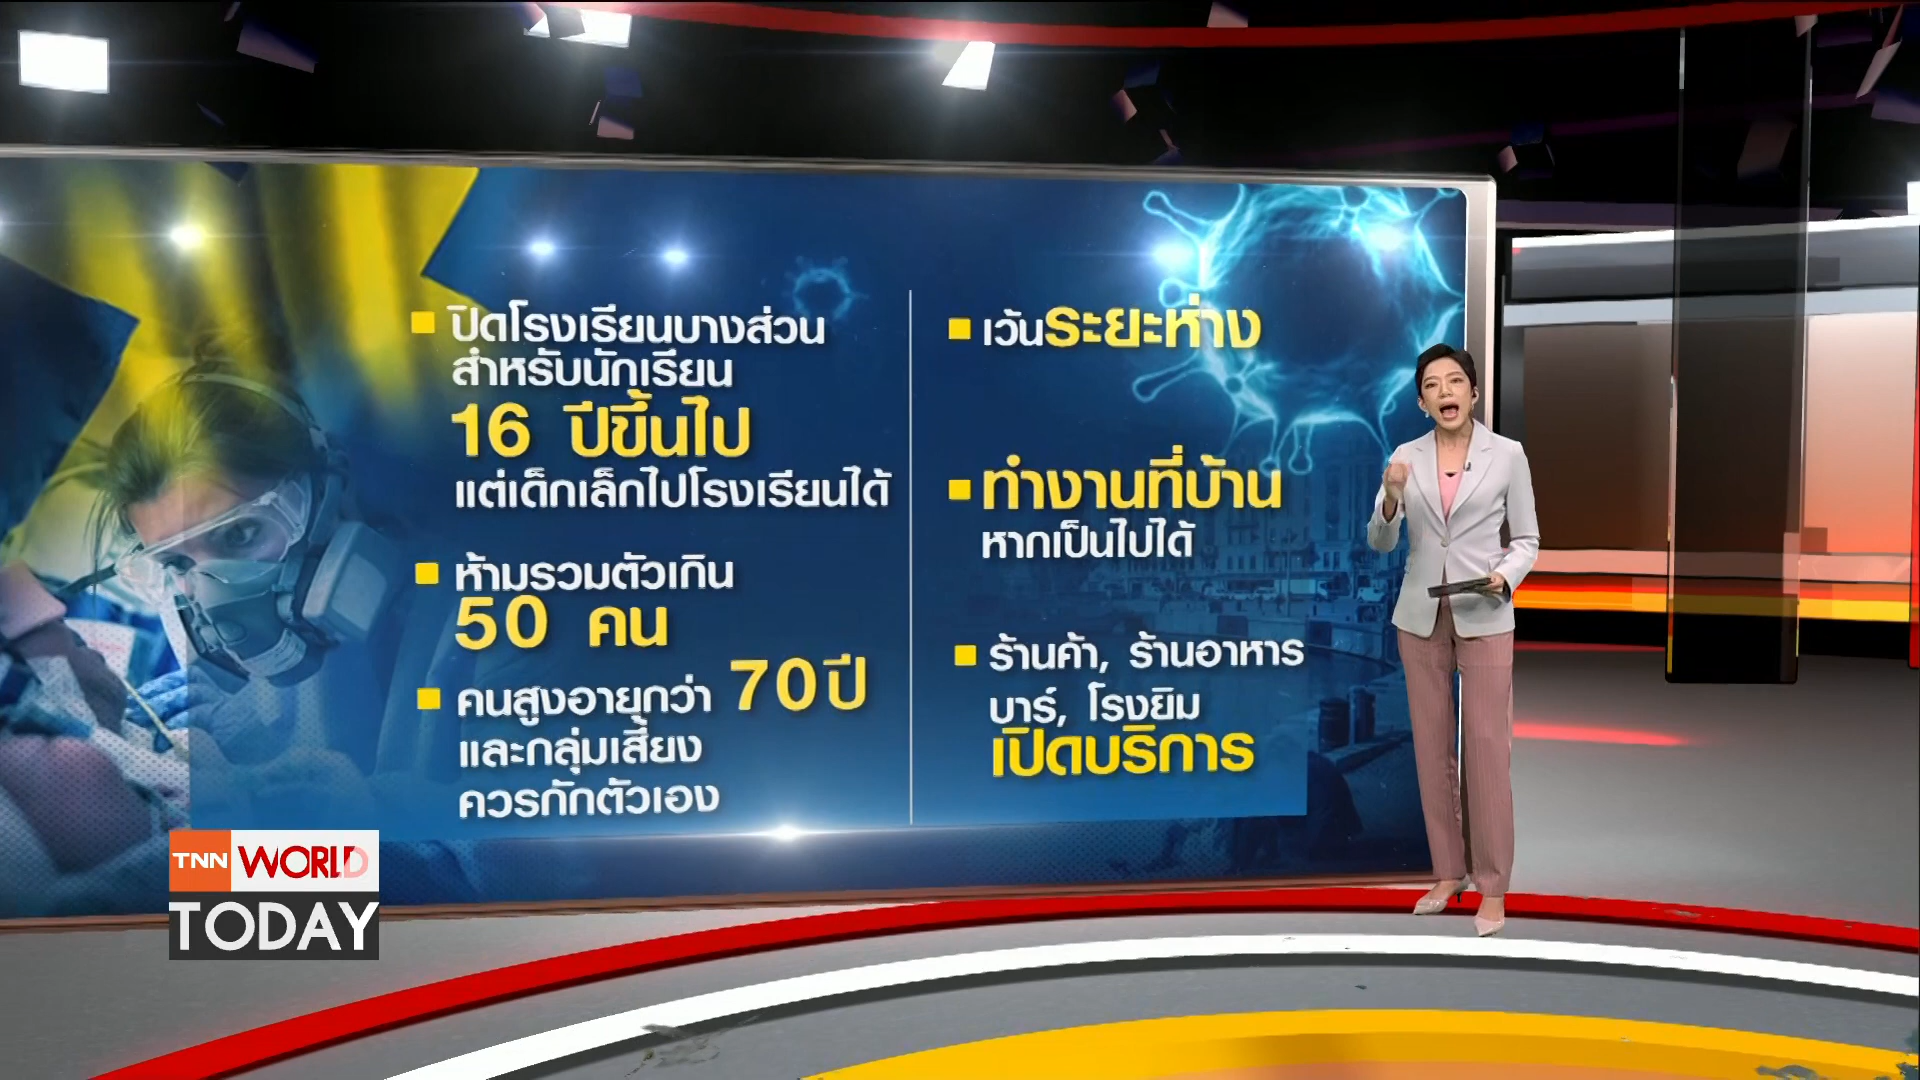 ปิดโรงเรียนบางส่วน
สำหรับนักเรียน
16 ปีขึ้นไป
แต่เด็กเล็กไปโรงเรียนได้
ห้ามรวมตัวเกิน
50 คน
คนสูงอายุกว่า 70ปี
และกลุ่มเสี่ยง
ควรกักตัวเอง
เว้นระยะห่าง
ทำงานที่บ้าน
หากเป็นไปได้
ร้านค้า, ร้านอาหาร
บาร์, โรงยิม
เปิดบริการ
TNN WORLD
TODAY